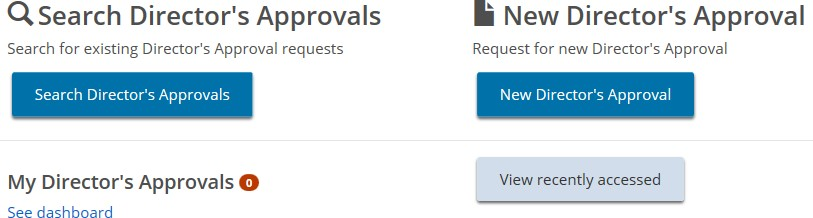 Search Director's Approvals
Search for existing Director's Approval requests
Search Director's Approvals
New Director's Approval
Request for new Director's Approval
New Director's Approval
My Director's Approvals 0
See dashboard
View recently accessed